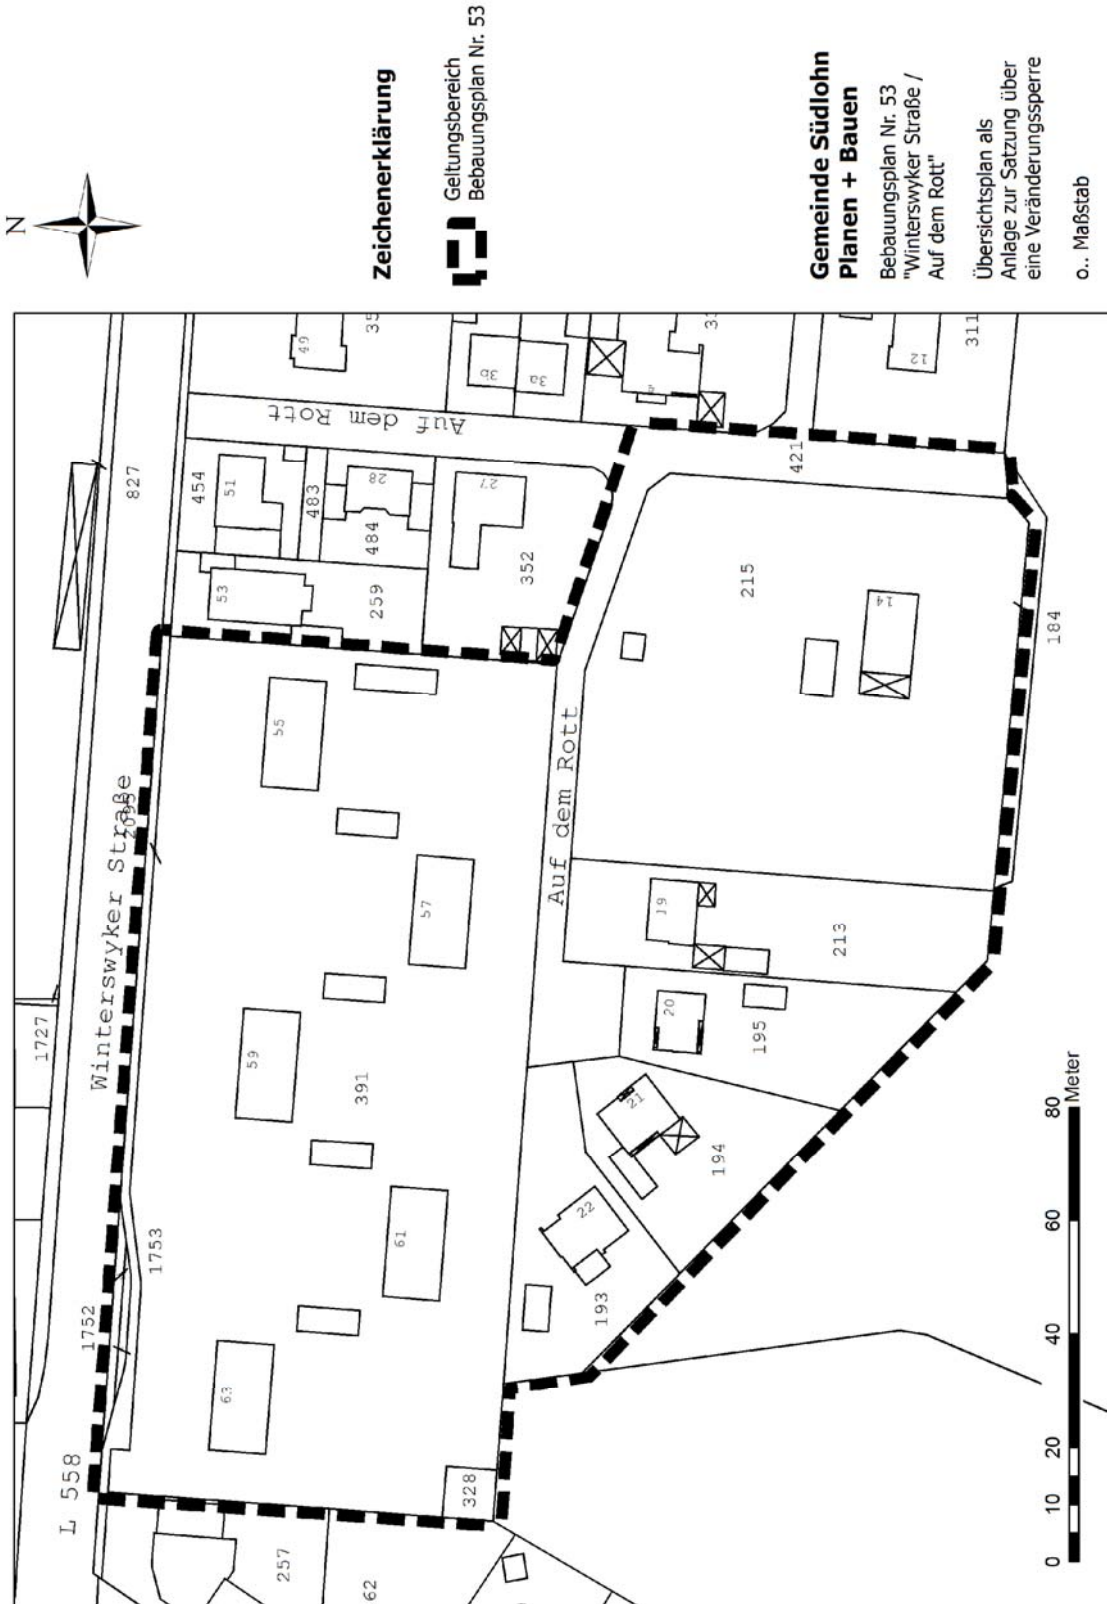 N
Zeichenerklärung
Geltungsbereich
Bebauungsplan Nr. 53
Gemeinde Südlohn
Planen + Bauen
Bebauungsplan Nr. 53
"Winterswyker Straße /
Auf dem Rott"
Übersichtsplan als
Anlage zur Satzung über
eine Veränderungssperre
o.. Maßstab
L 558
Winterswyker Straße
2095
1727
1752
1753
827
Auf dem Rott
Auf dem Rott
454
51
483
28
484
27
352
53
259
49
35
3b
3a
421
12
311
215
14
184
55
57
59
391
61
63
328
257
62
19
213
20
195
21
194
22
193
0
10
20
40
60
80
Meter